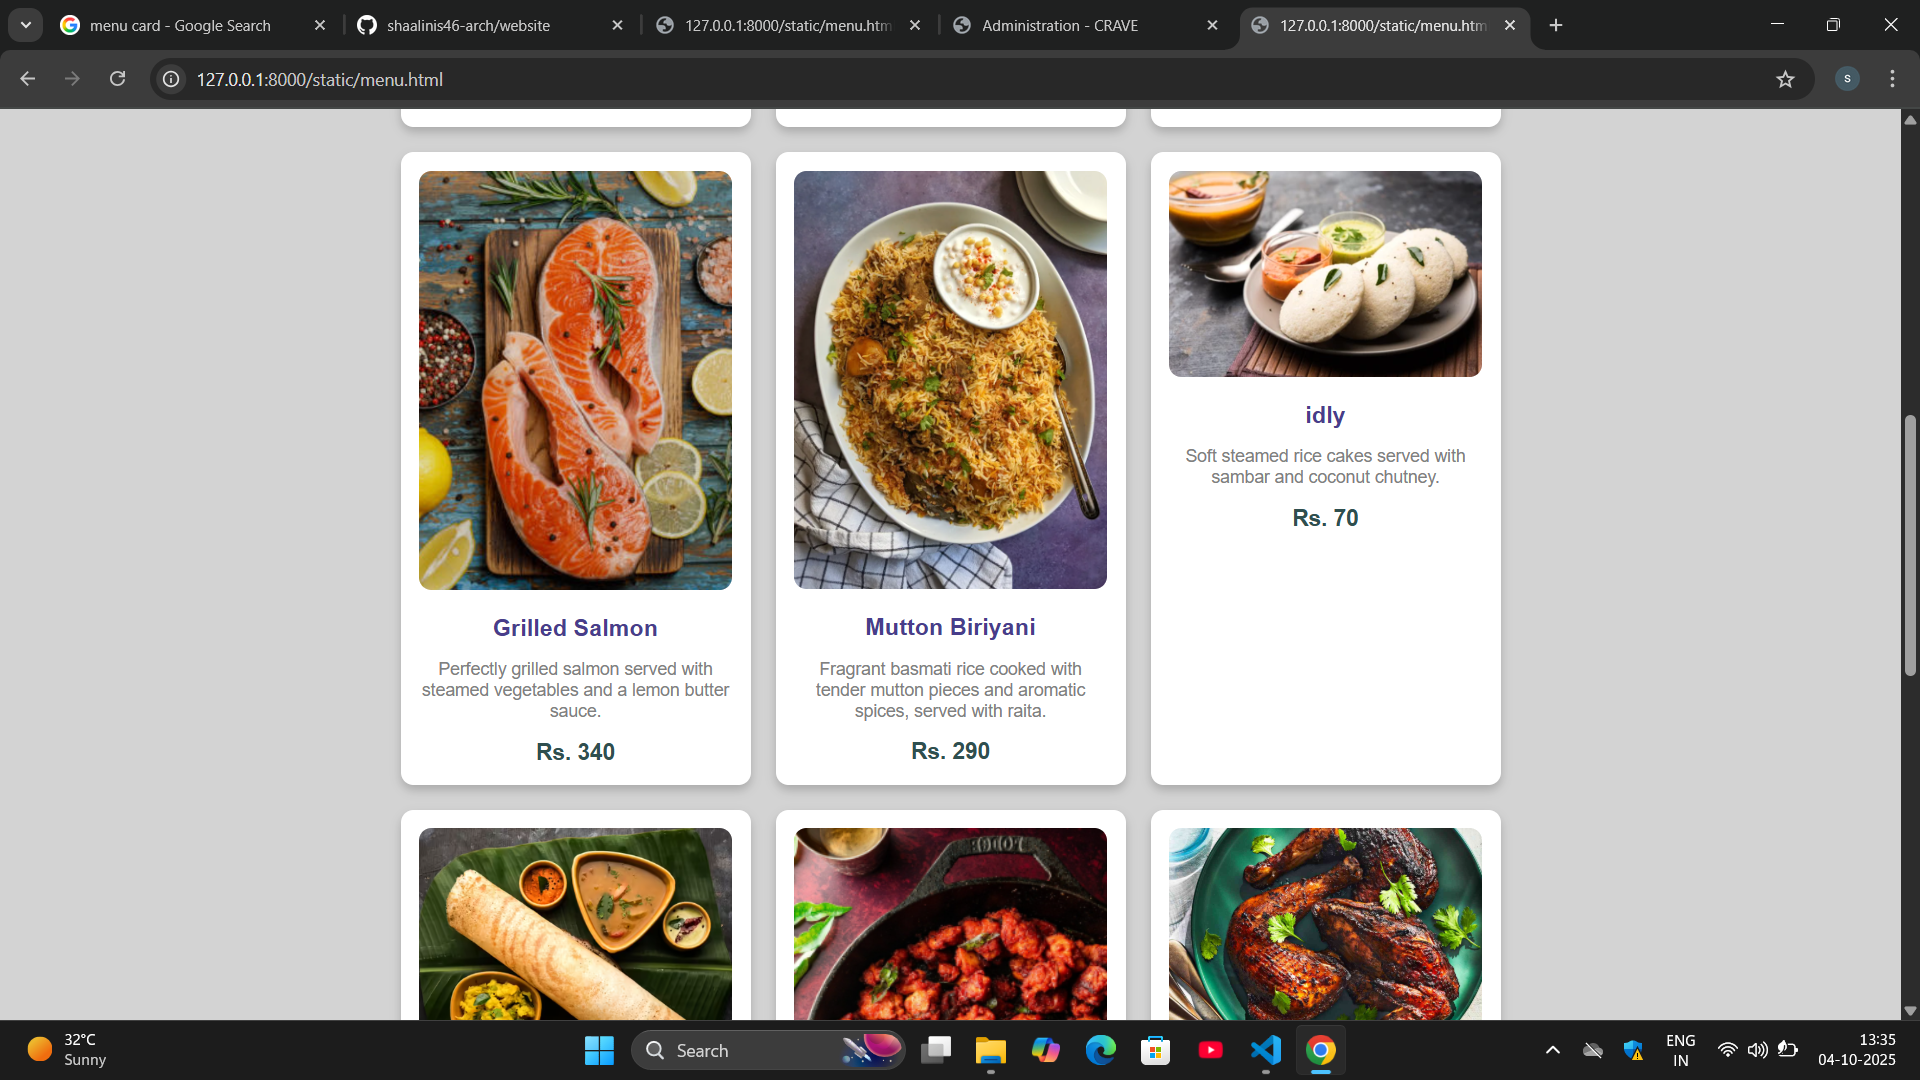 menu card - Google Search
shaalinis46-arch/website
127.0.0.1:8000/static/menu.htm
Administration - CRAVE
127.0.0.1:8000/static/menu.htm
127.0.0.1:8000/static/menu.html
S
Grilled Salmon
Perfectly grilled salmon served with
steamed vegetables and a lemon butter
sauce.
Rs. 340
Mutton Biriyani
Fragrant basmati rice cooked with
tender mutton pieces and aromatic
spices, served with raita.
Rs. 290
idly
Soft steamed rice cakes served with
sambar and coconut chutney.
Rs. 70
32°C
Sunny
Search
ENG
IN
13:35
04-10-2025